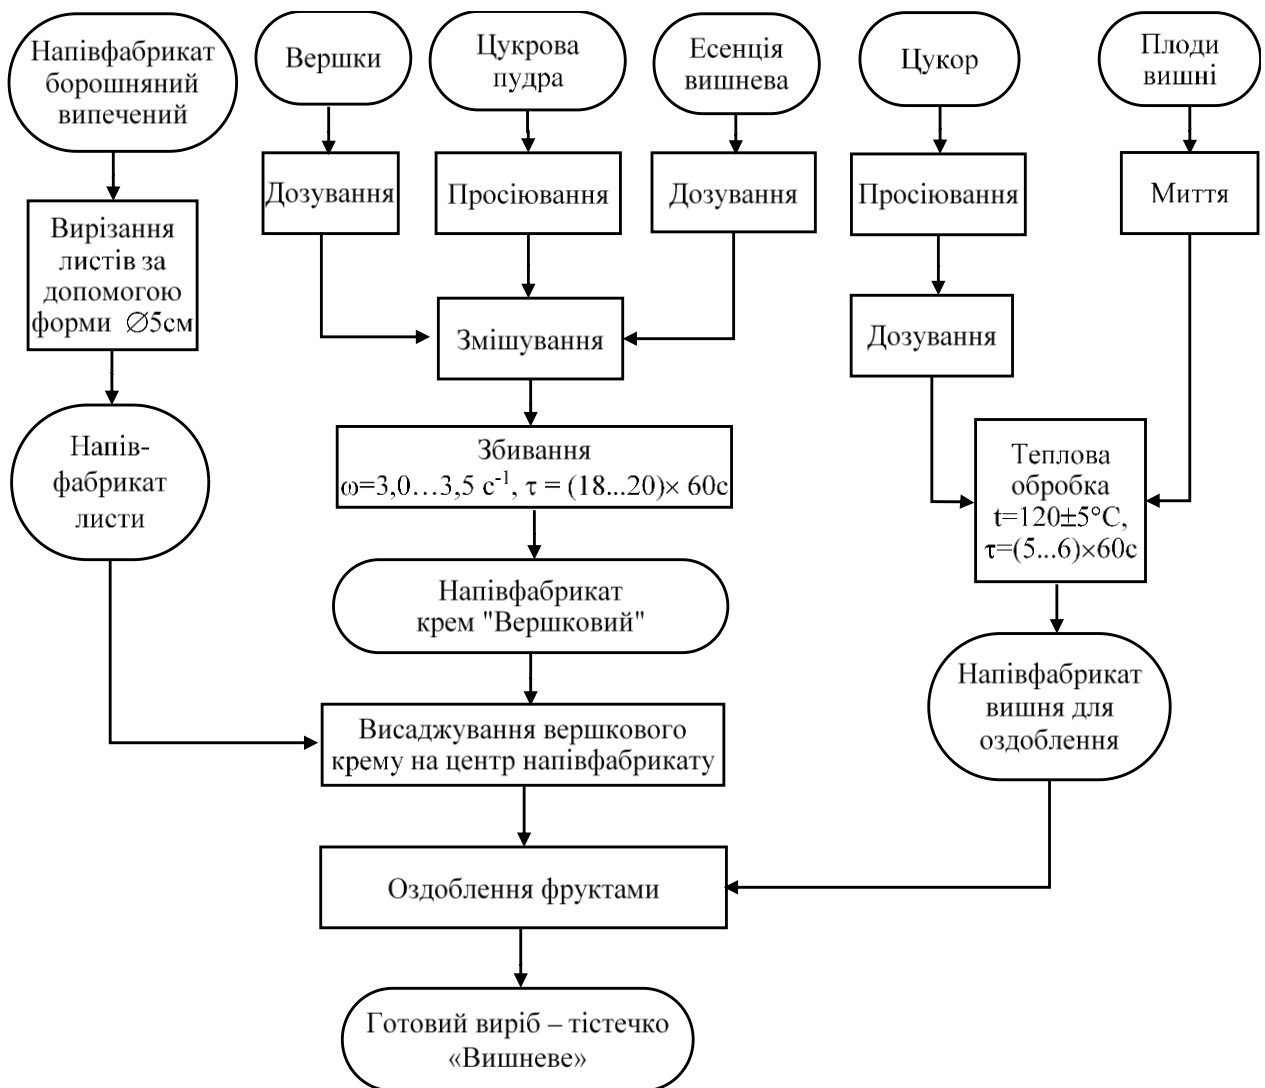 Напівфабрикат
борошняний
випечений
Вершки
Цукрова
пудра
Есенція
вишнева
Цукор
Плоди
вишні
Вирізання
листів за
допомогою
форми ∅5см
Дозування
Просіювання
Дозування
Просіювання
Миття
Змішування
Дозування
Напів-
фабрикат
листи
Збивання
ω=3,0…3,5 с⁻¹, τ = (18...20)× 60с
Теплова
обробка
t=120±5°С,
τ=(5...6)×60с
Напівфабрикат
крем "Вершковий"
Напівфабрикат
вишня для
оздоблення
Висаджування вершкового
крему на центр напівфабрикату
Оздоблення фруктами
Готовий виріб – тістечко
«Вишневе»